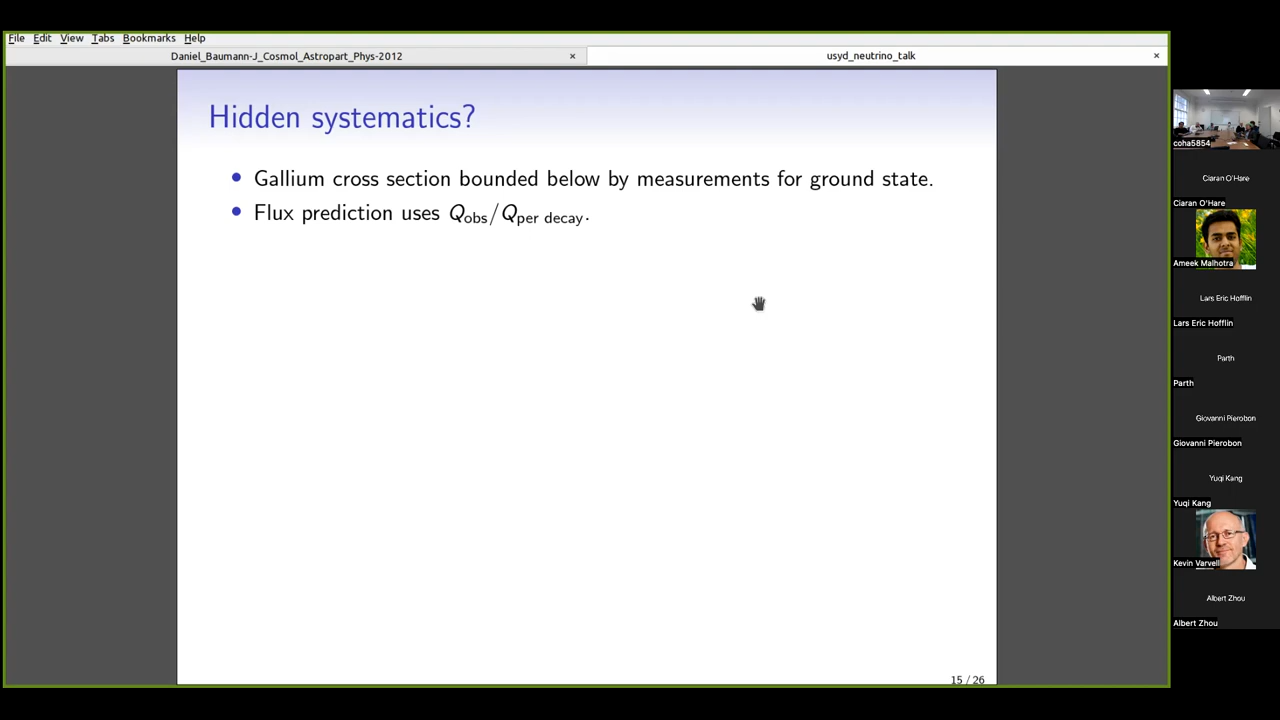 File Edit View Tabs Bookmarks Help
Daniel_Baumann-J_Cosmol_Astropart_Phys-2012 ×
usyd_neutrino_talk ×
Hidden systematics?
• Gallium cross section bounded below by measurements for ground state.
• Flux prediction uses Qobs/Qper decay.
15 / 26
coha5854
Ciaran O'Hare
Ciaran O'Hare
Ameek Malhotra
Lars Eric Hofflin
Lars Eric Hofflin
Parth
Parth
Giovanni Pierobon
Giovanni Pierobon
Yuqi Kang
Yuqi Kang
Kevin Varvell
Albert Zhou
Albert Zhou